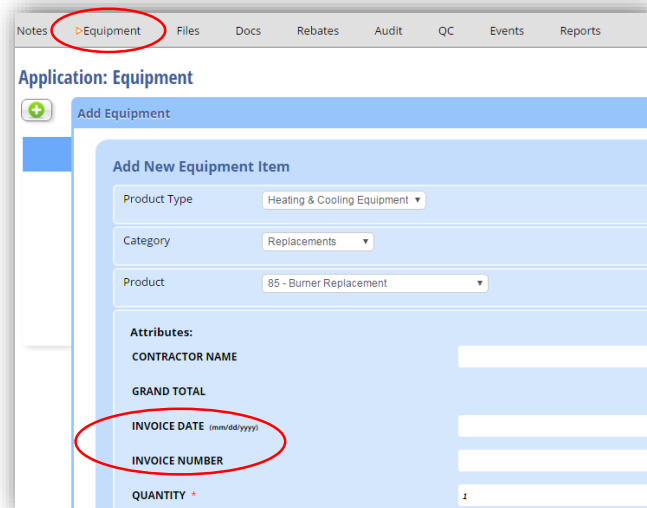 Notes Equipment Files Docs Rebates Audit QC Events Reports
Application: Equipment
Add Equipment
Add New Equipment Item
Product Type Heating & Cooling Equipment
Category Replacements
Product 85 - Burner Replacement
Attributes:
CONTRACTOR NAME
GRAND TOTAL
INVOICE DATE (mm/dd/yyyy)
INVOICE NUMBER
QUANTITY * 1